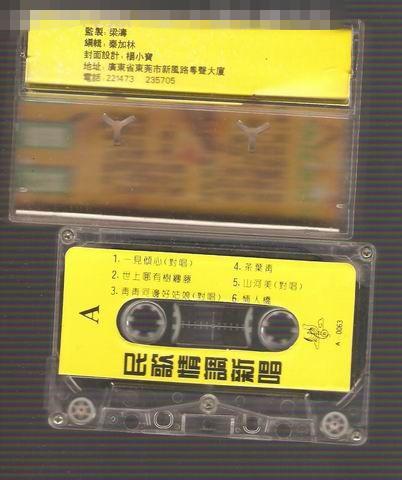 監製：梁濤
編輯：秦加林
封面設計：楊小寶
地址：廣東省東莞市新風路粵聲大廈
電話：221473 235705
1. 一見傾心(對唱)
2. 世上哪有樹纏藤
3. 青青河邊好姑娘(對唱)
4. 茶葉青
5. 山河美(對唱)
6. 情人橋
A
A 0063
民歌情調新唱